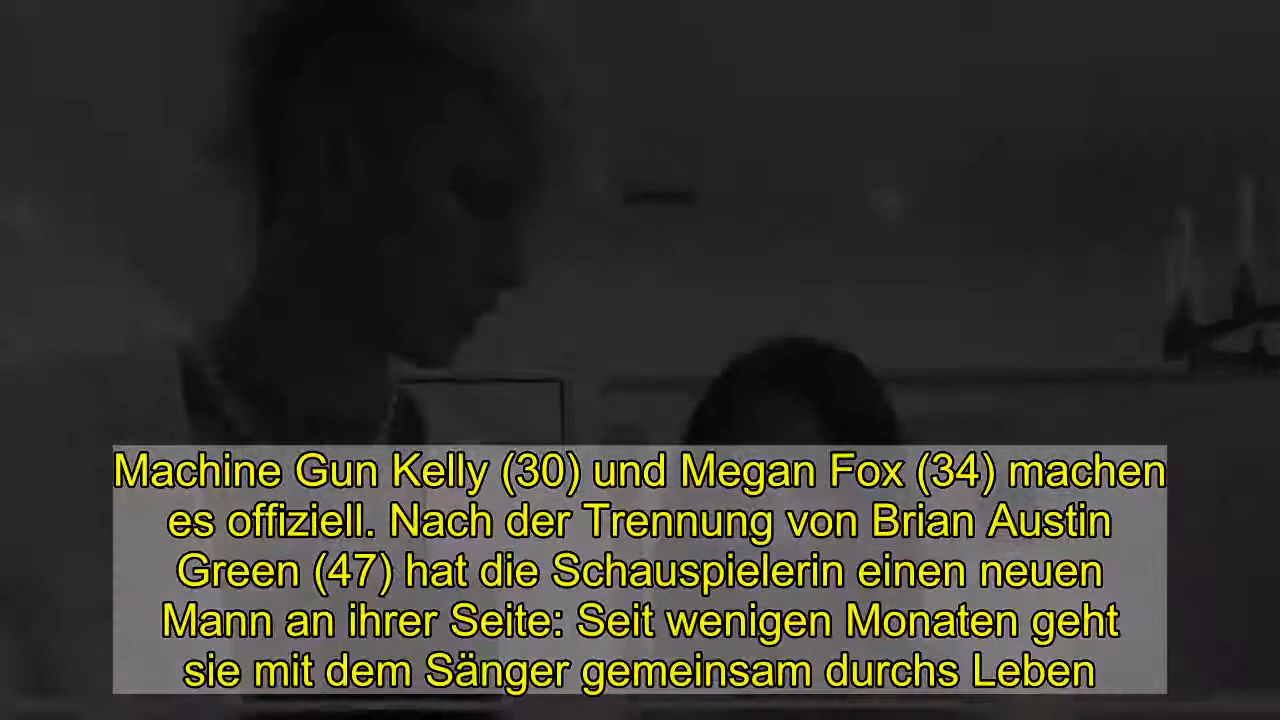 Machine Gun Kelly (30) und Megan Fox (34) machen
es offiziell. Nach der Trennung von Brian Austin
Green (47) hat die Schauspielerin einen neuen
Mann an ihrer Seite: Seit wenigen Monaten geht
sie mit dem Sänger gemeinsam durchs Leben